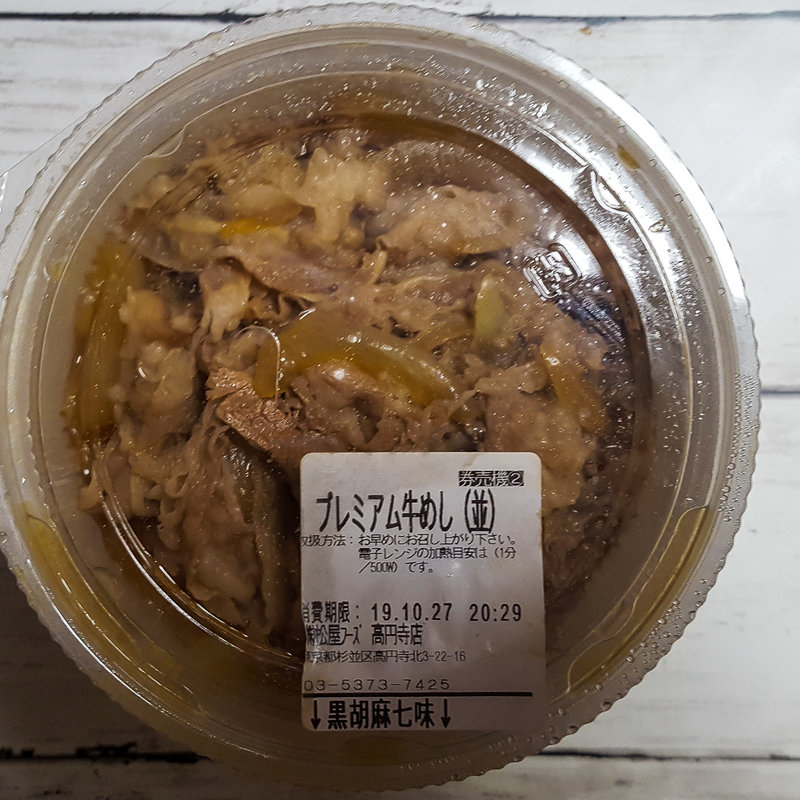 券売機②
プレミアム牛めし(並)
取扱方法：お早めにお召し上がり下さい。
電子レンジの加熱目安は(1分
/500W)です。
消費期限：19.10.27 20:29
㈱松屋フーズ 高円寺店
東京都杉並区高円寺北3-22-16
03-5373-7425
↓黒胡麻七味↓